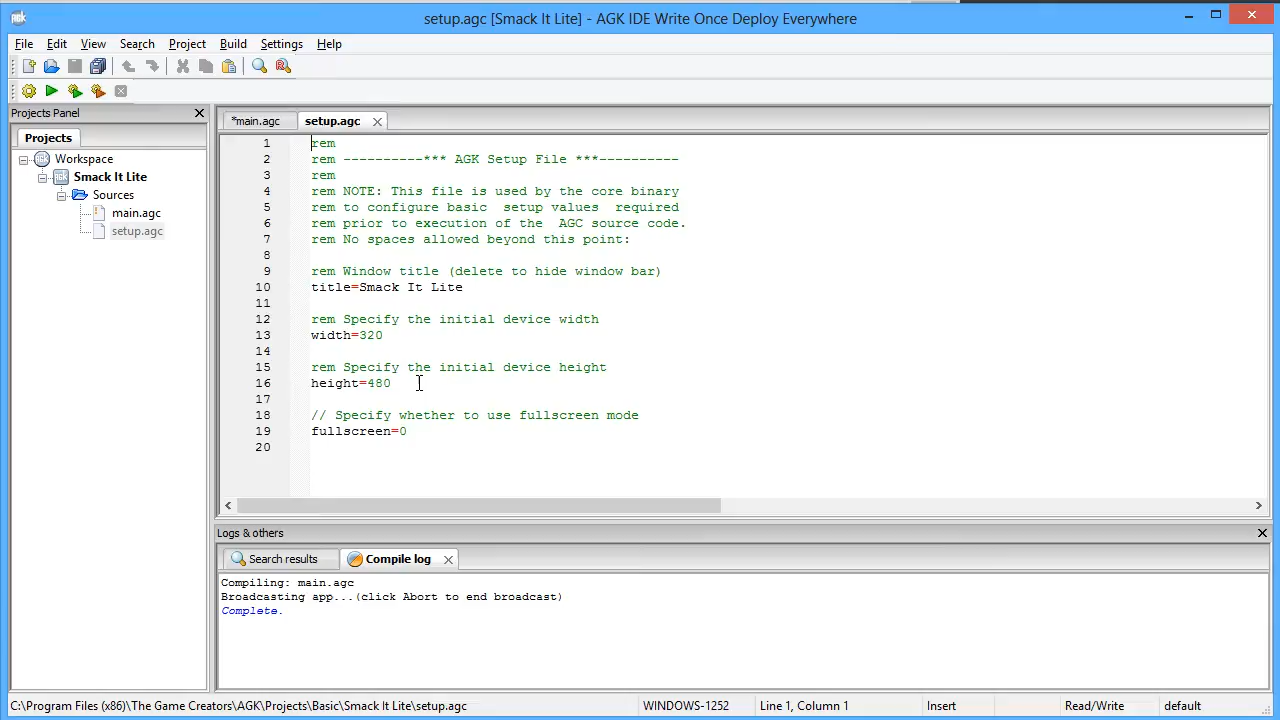 AGK
setup.agc [Smack It Lite] - AGK IDE Write Once Deploy Everywhere
File Edit View Search Project Build Settings Help
Projects Panel
Projects
Workspace
Smack It Lite
Sources
main.agc
setup.agc
*main.agc setup.agc
1 rem
2 rem ----------*** AGK Setup File ***----------
3 rem
4 rem NOTE: This file is used by the core binary
5 rem to configure basic  setup values  required
6 rem prior to execution of the  AGC source code.
7 rem No spaces allowed beyond this point:
8
9 rem Window title (delete to hide window bar)
10 title=Smack It Lite
11
12 rem Specify the initial device width
13 width=320
14
15 rem Specify the initial device height
16 height=480
17
18 // Specify whether to use fullscreen mode
19 fullscreen=0
20
Logs & others
Search results Compile log
Compiling: main.agc
Broadcasting app...(click Abort to end broadcast)
Complete.
C:\Program Files (x86)\The Game Creators\AGK\Projects\Basic\Smack It Lite\setup.agc WINDOWS-1252 Line 1, Column 1 Insert Read/Write default